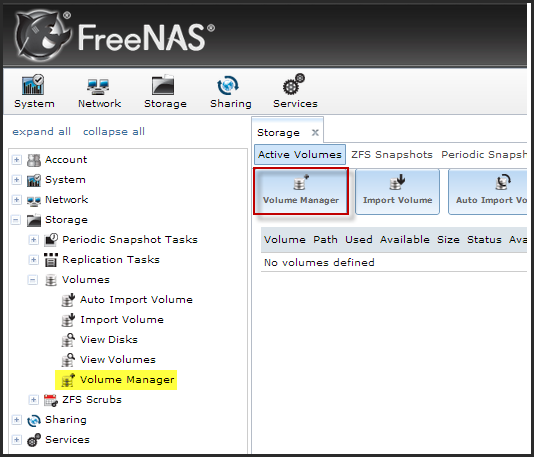 FreeNAS®
System Network Storage Sharing Services
expand all collapse all
Account
System
Network
Storage
Periodic Snapshot Tasks
Replication Tasks
Volumes
Auto Import Volume
Import Volume
View Disks
View Volumes
Volume Manager
ZFS Scrubs
Sharing
Services
Storage x
Active Volumes ZFS Snapshots Periodic Snapsh
Volume Manager Import Volume Auto Import Vo
Volume Path Used Available Size Status Ava
No volumes defined